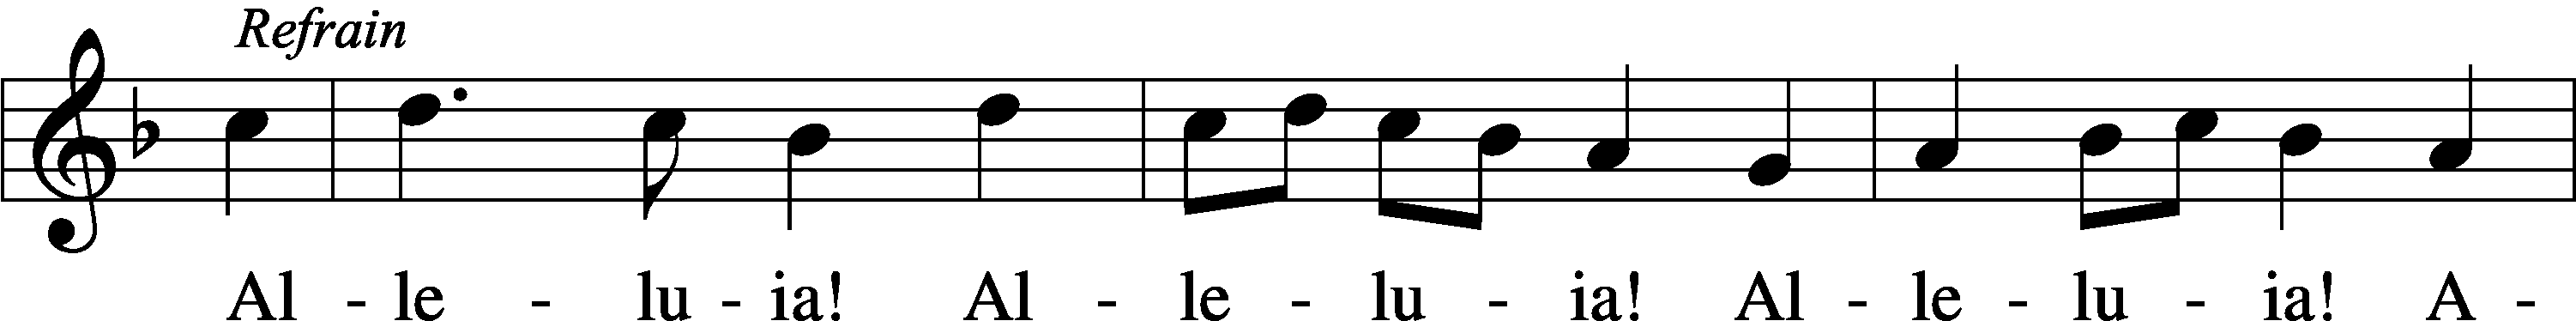 Refrain
Al - le - lu - ia! Al - le - lu - ia! Al - le - lu - ia! A -